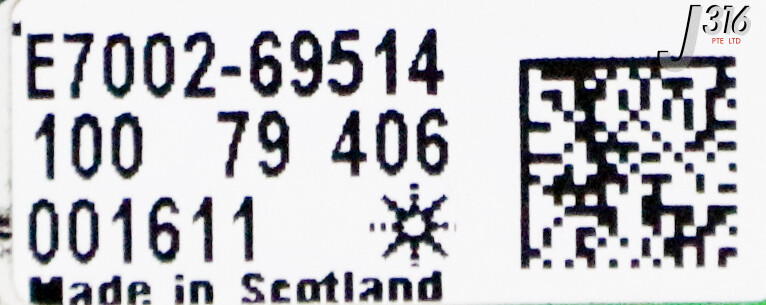 J316
PTE LTD
E7002-69514
100 79 406
001611
Made in Scotland